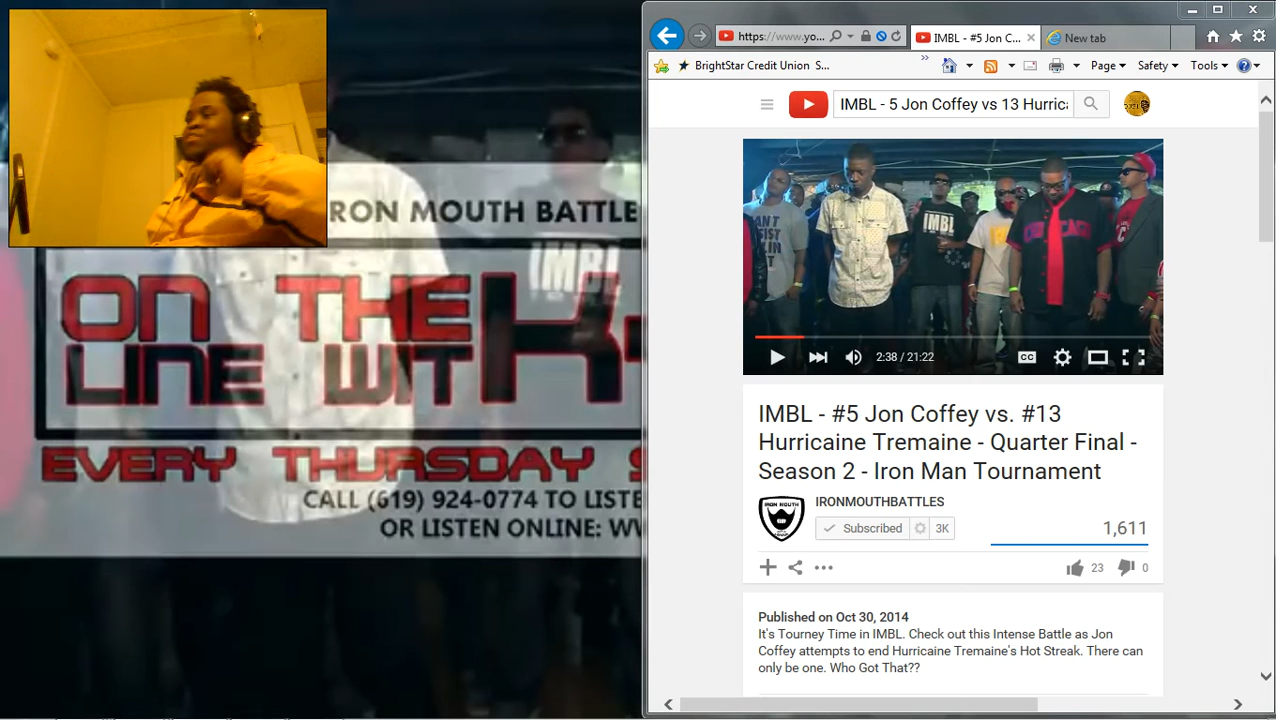 https://www.yo...
IMBL - #5 Jon C...
New tab
BrightStar Credit Union S...
Page
Safety
Tools
IMBL - 5 Jon Coffey vs 13 Hurric
IMBL
2:38 / 21:22
CC
IMBL - #5 Jon Coffey vs. #13
Hurricaine Tremaine - Quarter Final -
Season 2 - Iron Man Tournament
IRONMOUTHBATTLES
Subscribed
3K
1,611
23
0
Published on Oct 30, 2014
It's Tourney Time in IMBL. Check out this Intense Battle as Jon
Coffey attempts to end Hurricaine Tremaine's Hot Streak. There can
only be one. Who Got That??
RON MOUTH BATTLE
IMBL
ON THE
LINE WIT
EVERY THURSDAY
CALL (619) 924-0774 TO LISTE
OR LISTEN ONLINE: WW